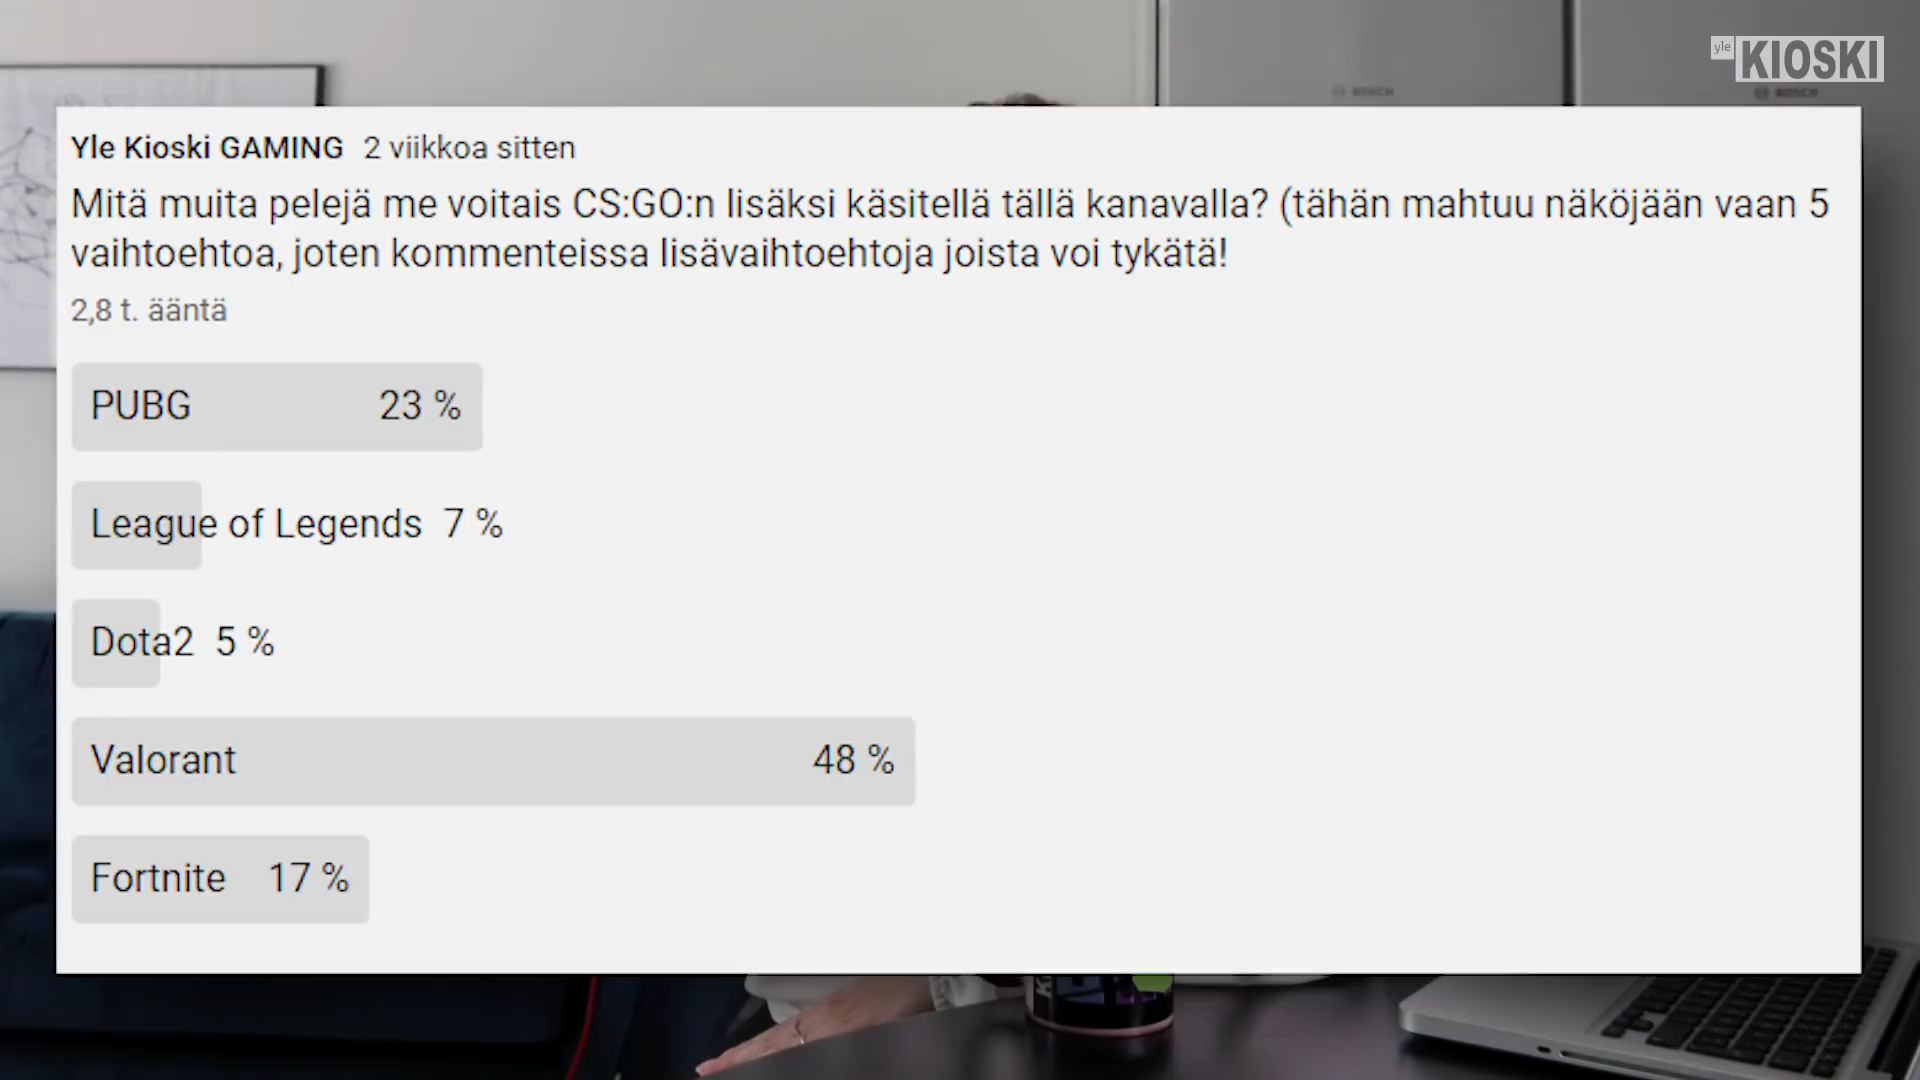 yle KIOSKI
BOSCH
BOSCH
Yle Kioski GAMING 2 viikkoa sitten
Mitä muita pelejä me voitais CS:GO:n lisäksi käsitellä tällä kanavalla? (tähän mahtuu näköjään vaan 5
vaihtoehtoa, joten kommenteissa lisävaihtoehtoja joista voi tykätä!
2,8 t. ääntä
PUBG 23 %
League of Legends 7 %
Dota2 5 %
Valorant 48 %
Fortnite 17 %